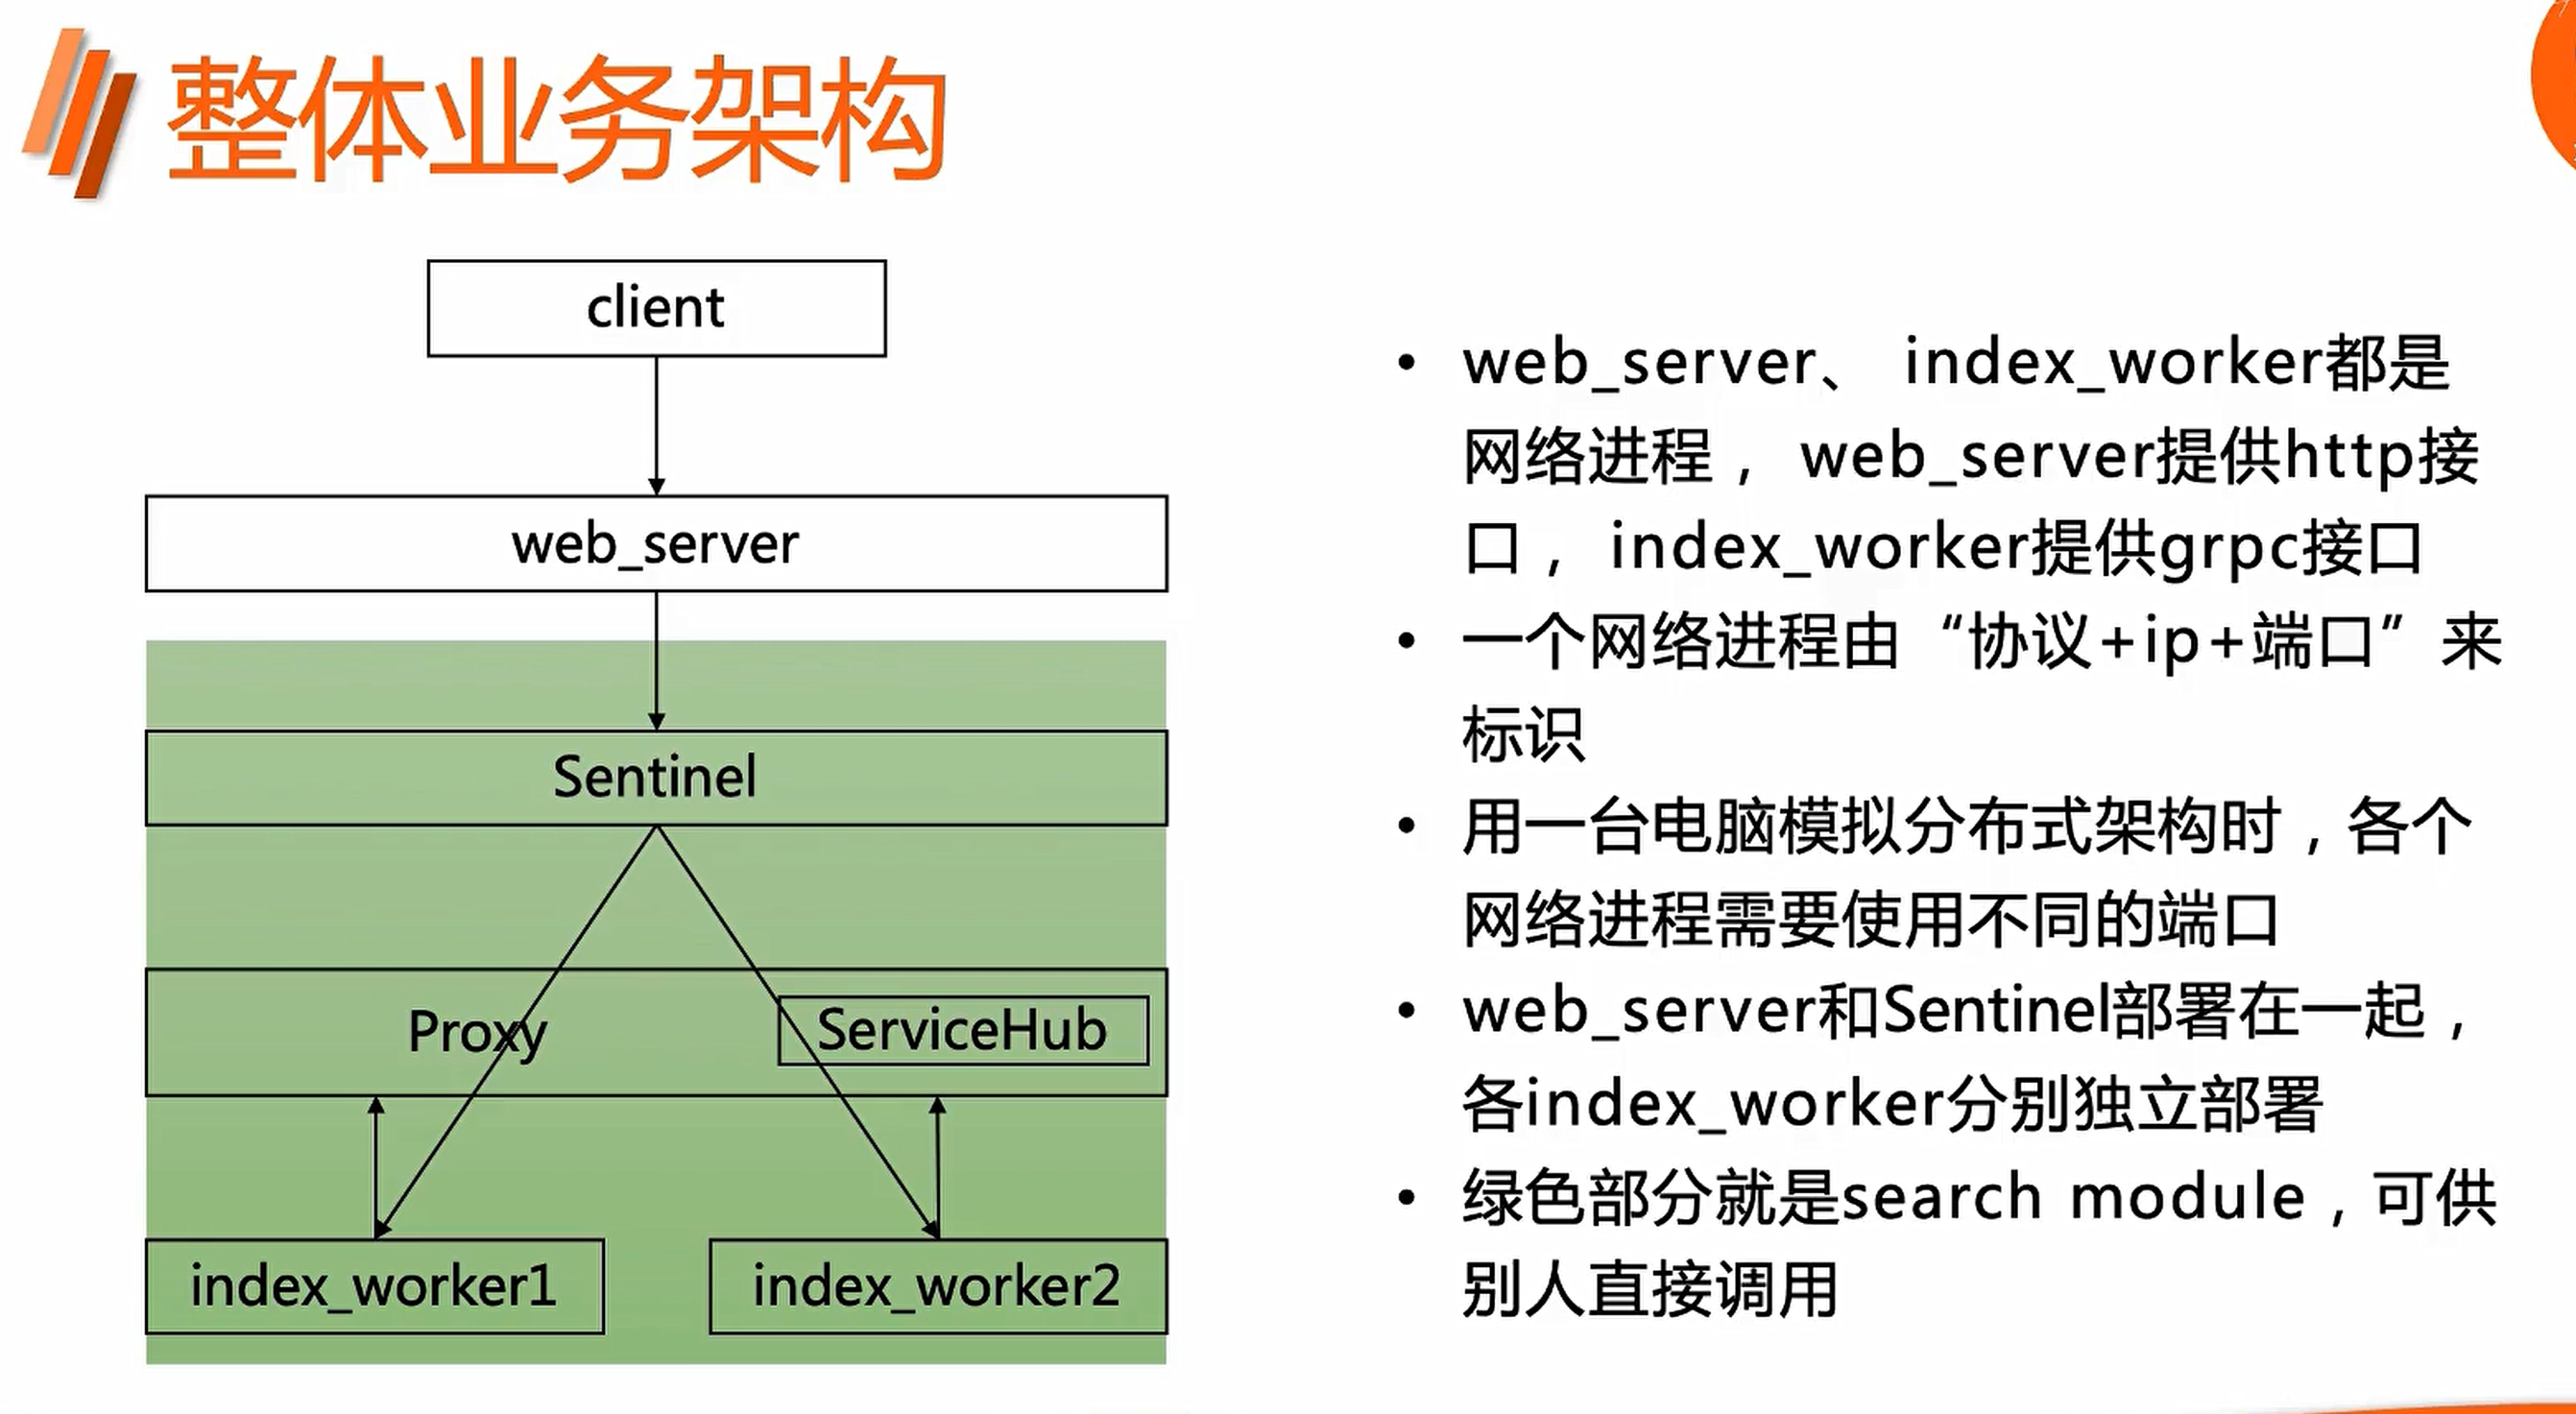 整体业务架构
client
web_server
Sentinel
Proxy
ServiceHub
index_worker1
index_worker2
• web_server、 index_worker都是
网络进程， web_server提供http接
口， index_worker提供grpc接口
• 一个网络进程由“协议+ip+端口”来
标识
• 用一台电脑模拟分布式架构时，各个
网络进程需要使用不同的端口
• web_server和Sentinel部署在一起，
各index_worker分别独立部署
• 绿色部分就是search module，可供
别人直接调用